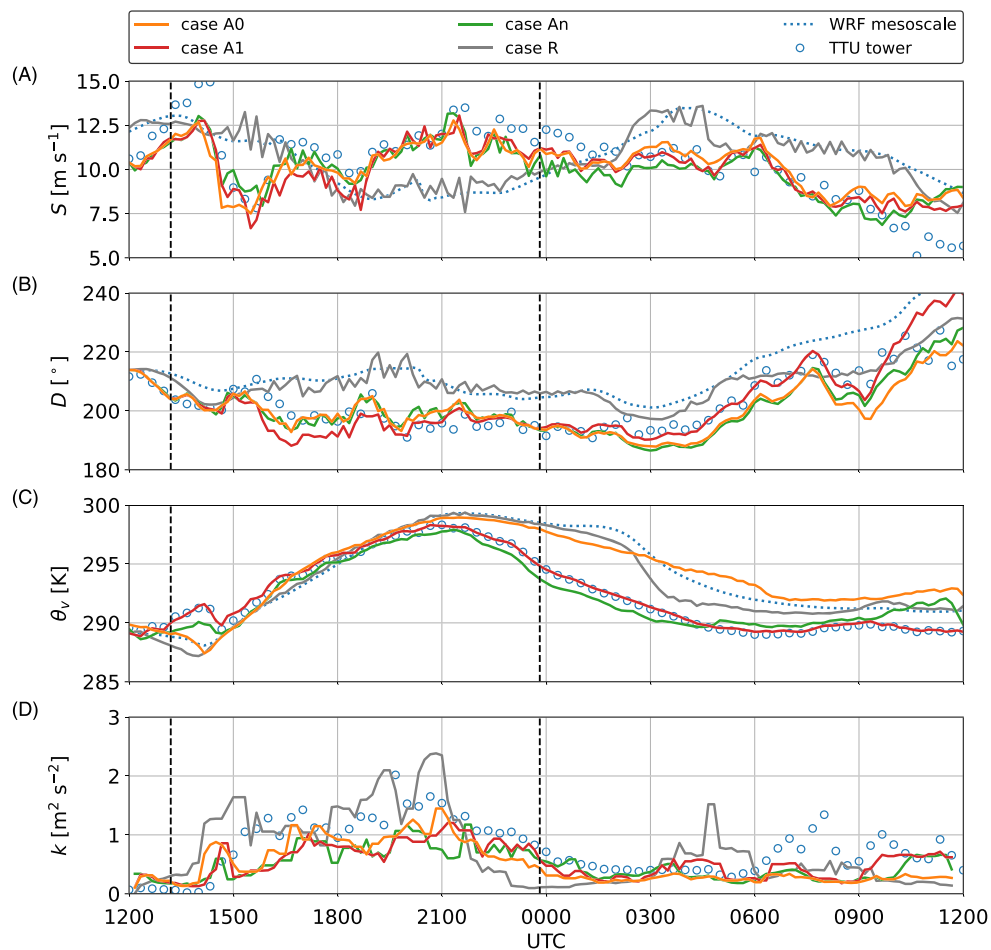 case A0 case An WRF mesoscale
case A1 case R TTU tower
(A)
15.0
12.5
10.0
7.5
5.0
S [m s⁻¹]
(B)
240
220
200
180
D [°]
(C)
300
295
290
285
θᵥ [K]
(D)
3
2
1
0
k [m² s⁻²]
1200 1500 1800 2100 0000 0300 0600 0900 1200
UTC